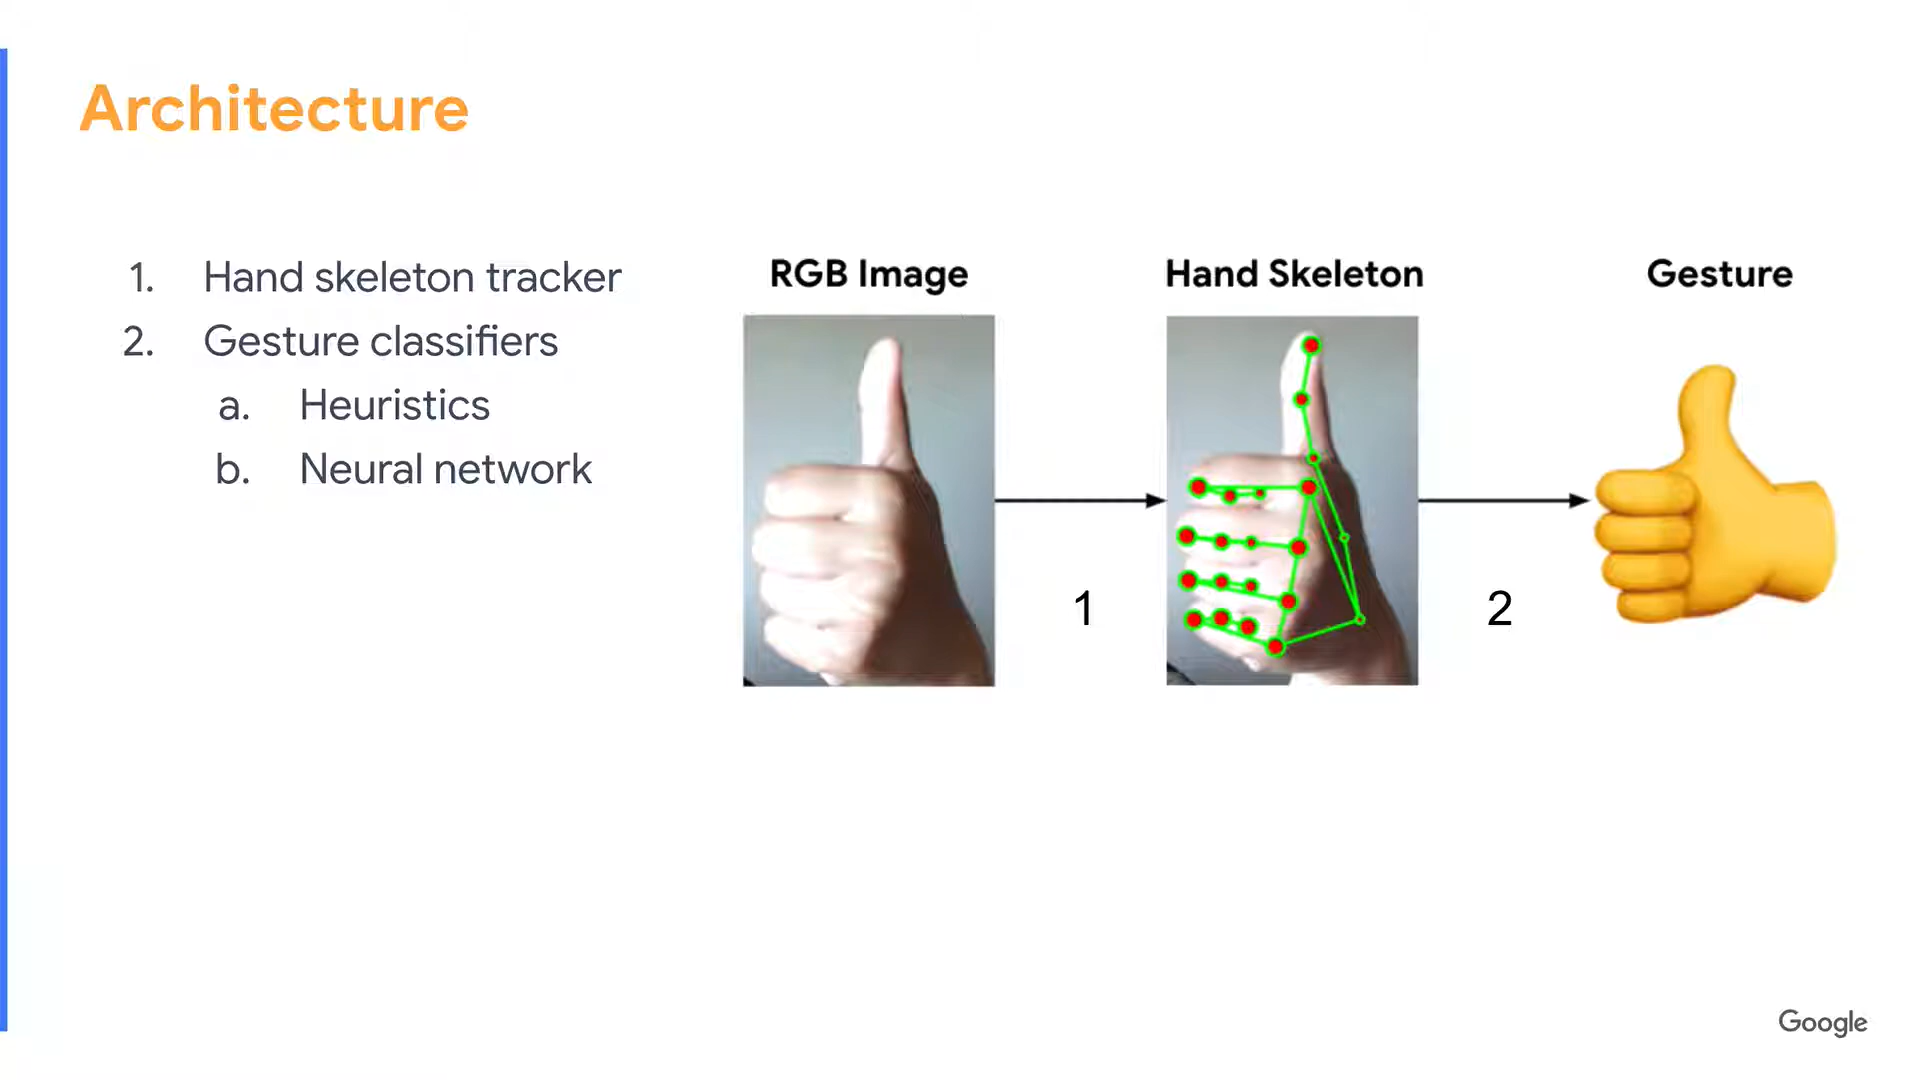 Architecture
1. Hand skeleton tracker
2. Gesture classifiers
a. Heuristics
b. Neural network
RGB Image
Hand Skeleton
Gesture
1
2
Google